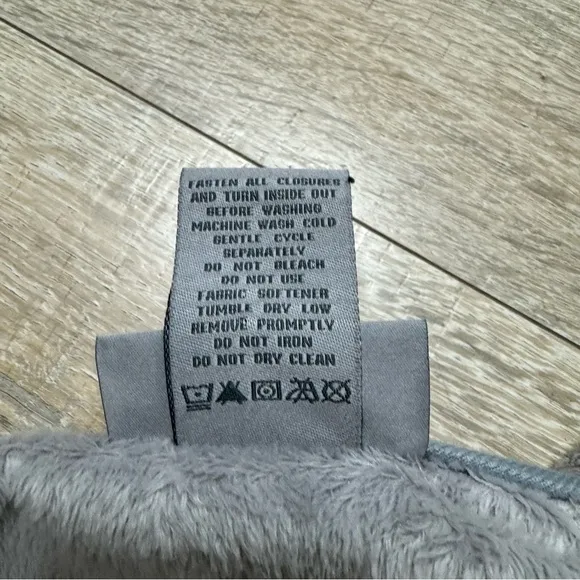 FASTEN ALL CLOSURES
AND TURN INSIDE OUT
BEFORE WASHING
MACHINE WASH COLD
GENTLE CYCLE
SEPARATELY
DO NOT BLEACH
DO NOT USE
FABRIC SOFTENER
TUMBLE DRY LOW
REMOVE PROMPTLY
DO NOT IRON
DO NOT DRY CLEAN